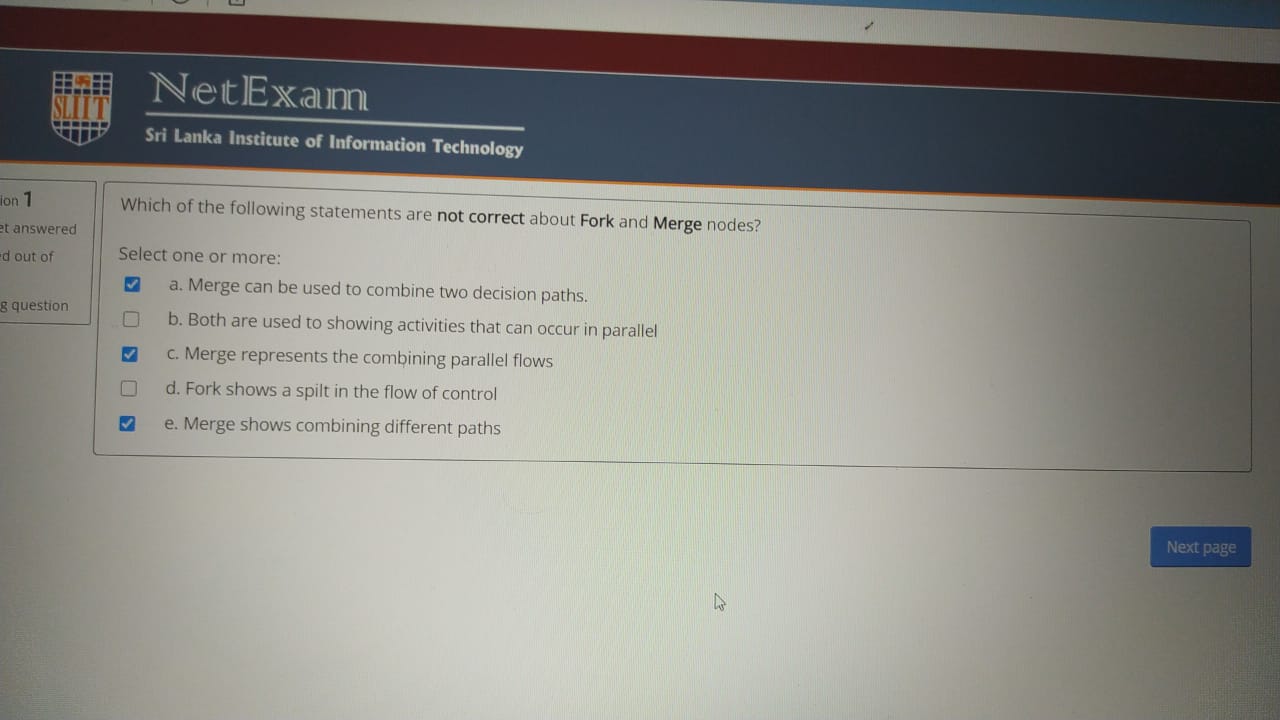 SLIIT
NetExam
Sri Lanka Institute of Information Technology
ion 1
et answered
d out of
g question
Which of the following statements are not correct about Fork and Merge nodes?
Select one or more:
a. Merge can be used to combine two decision paths.
b. Both are used to showing activities that can occur in parallel
c. Merge represents the combining parallel flows
d. Fork shows a spilt in the flow of control
e. Merge shows combining different paths
Next page